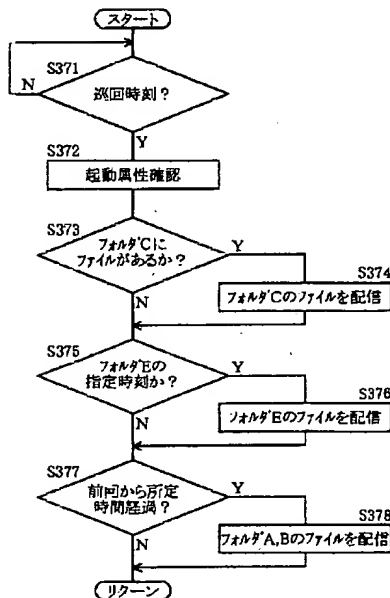 スタート
S371
N
巡回時刻?
Y
S372
起動属性確認
S373
フォルダCに
ファイルがあるか?
Y
S374
フォルダCのファイルを配信
N
S375
フォルダEの
指定時刻か?
Y
S376
フォルダEのファイルを配信
N
S377
前回から所定
時間経過?
Y
S378
フォルダA,Bのファイルを配信
N
リターン